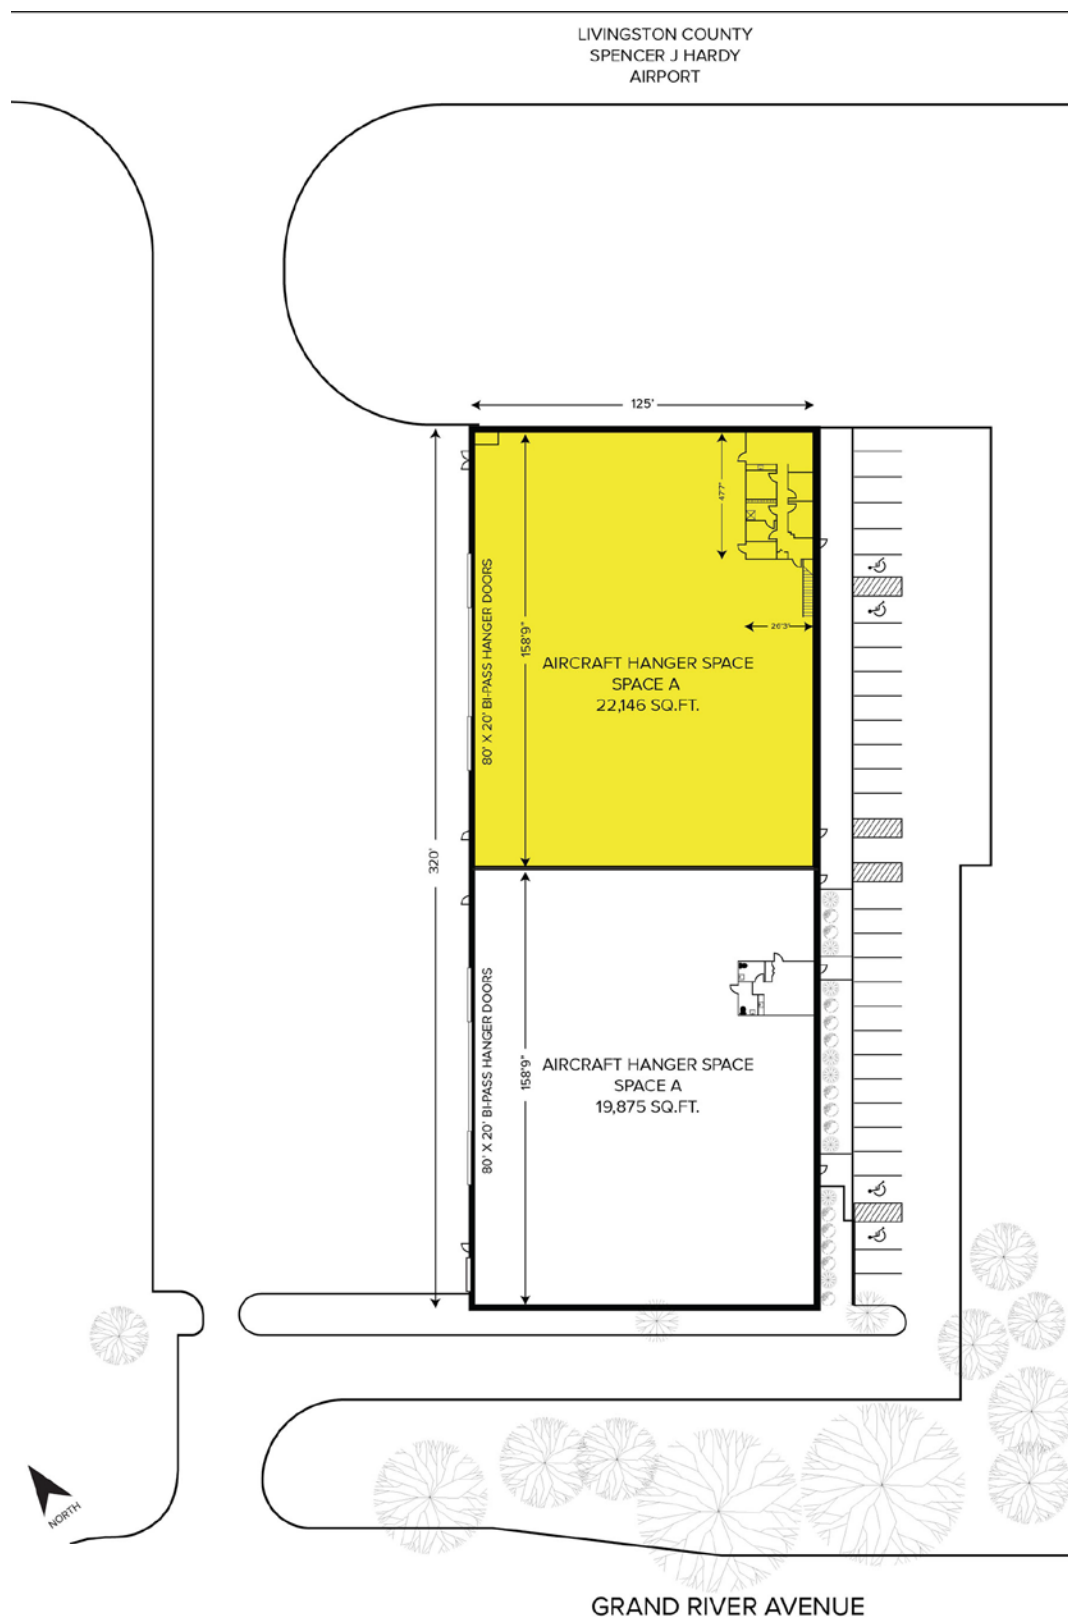 LIVINGSTON COUNTY
SPENCER J HARDY
AIRPORT
125'
47'7"
80' X 20' BI-PASS HANGER DOORS
158'9"
26'3"
AIRCRAFT HANGER SPACE
SPACE A
22,146 SQ.FT.
320'
80' X 20' BI-PASS HANGER DOORS
158'9"
AIRCRAFT HANGER SPACE
SPACE A
19,875 SQ.FT.
NORTH
GRAND RIVER AVENUE